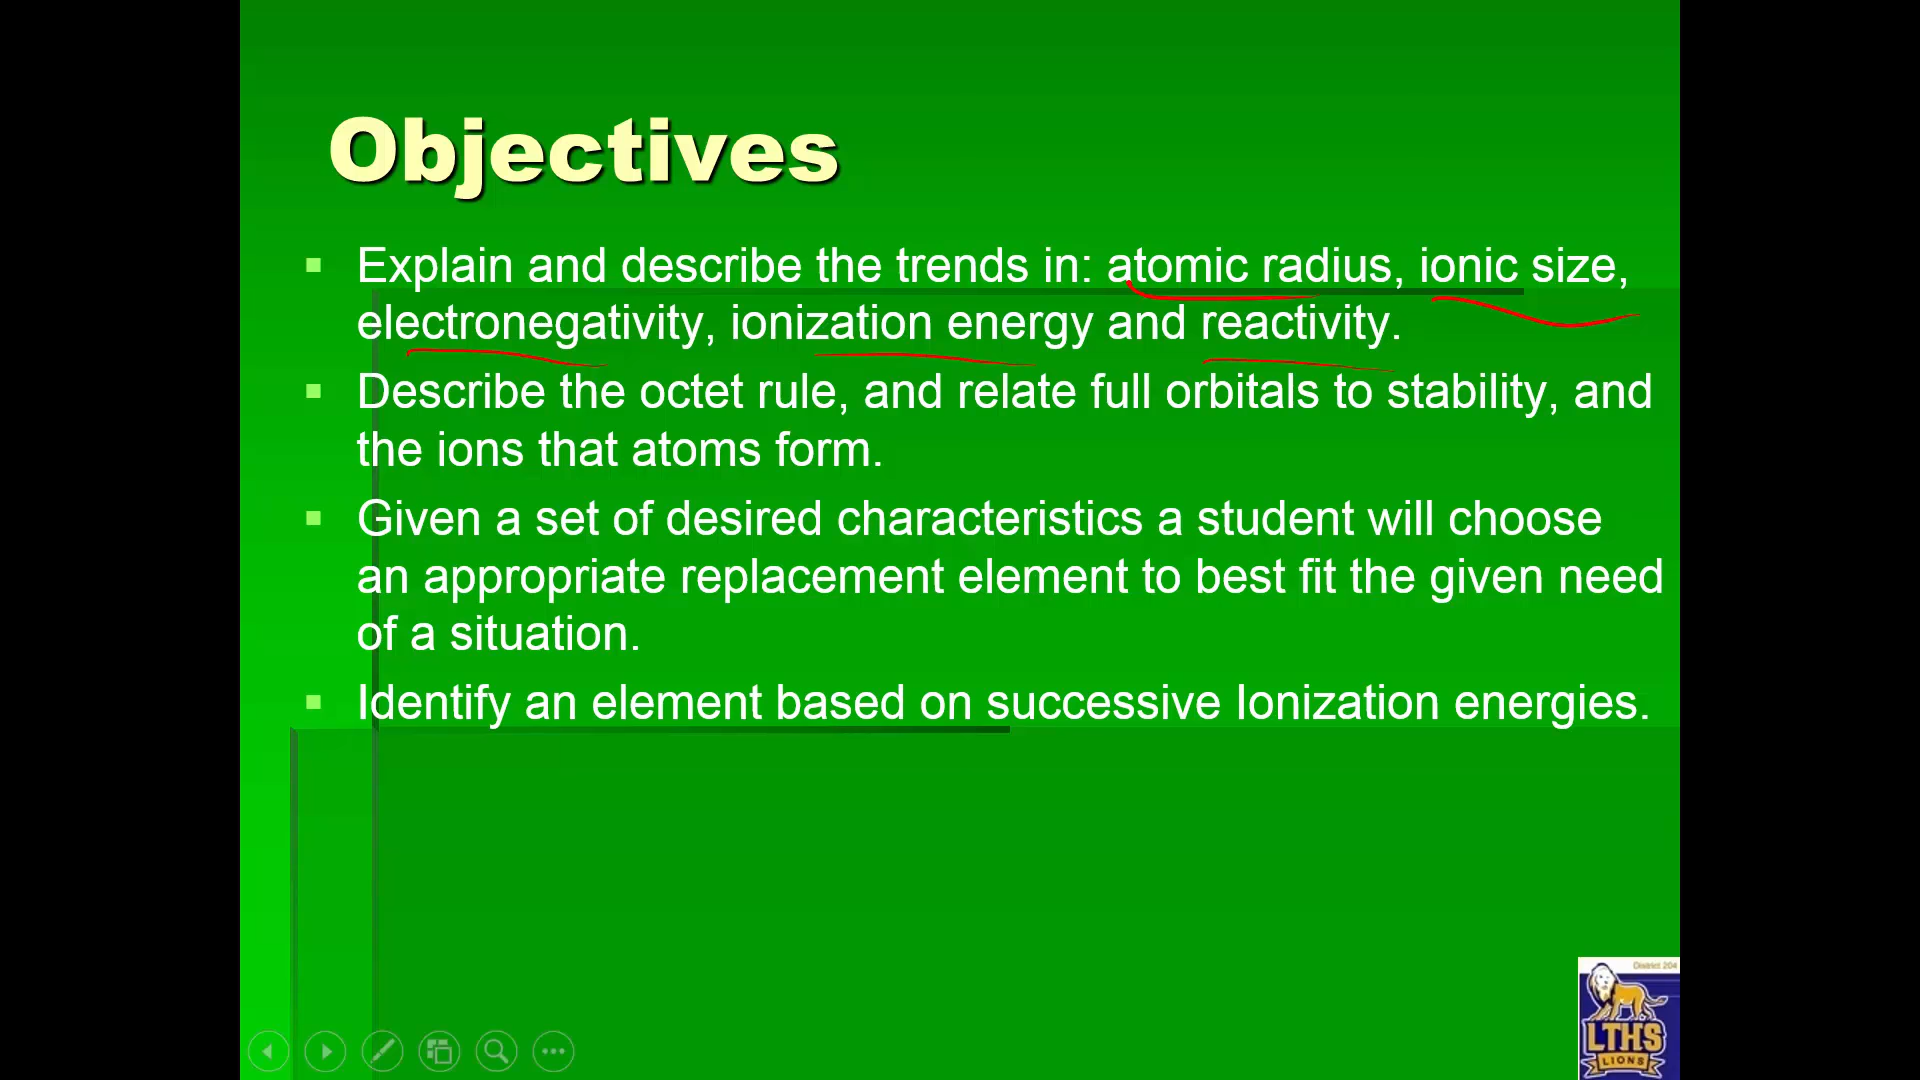 Objectives
Explain and describe the trends in: atomic radius, ionic size,
electronegativity, ionization energy and reactivity.
Describe the octet rule, and relate full orbitals to stability, and
the ions that atoms form.
Given a set of desired characteristics a student will choose
an appropriate replacement element to best fit the given need
of a situation.
Identify an element based on successive Ionization energies.
District 204
LTHS
LIONS